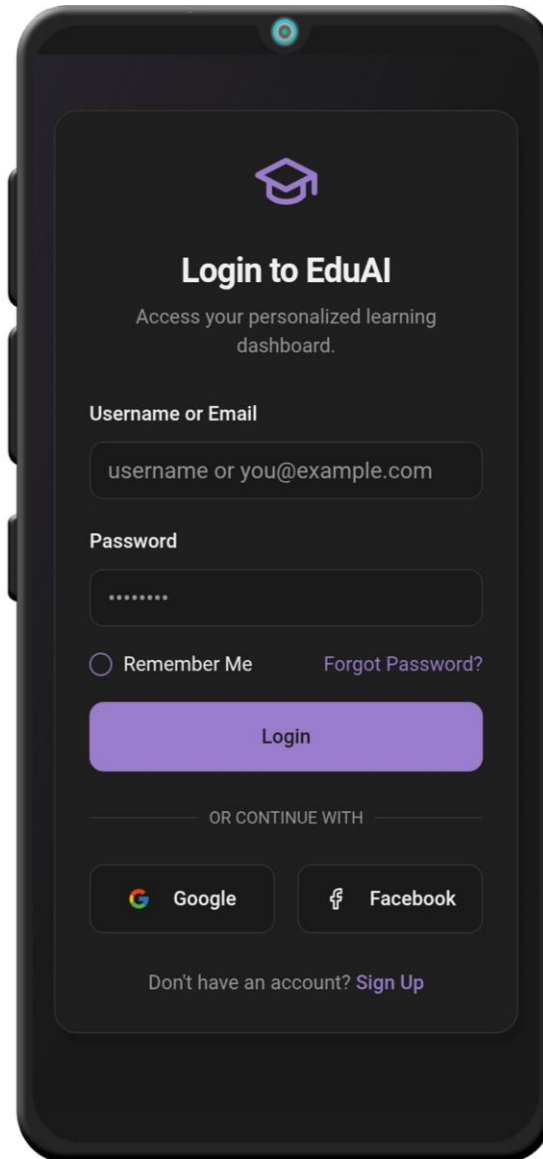 Login to EduAI
Access your personalized learning
dashboard.
Username or Email
username or you@example.com
Password
••••••••
Remember Me
Forgot Password?
Login
OR CONTINUE WITH
Google
Facebook
Don't have an account? Sign Up